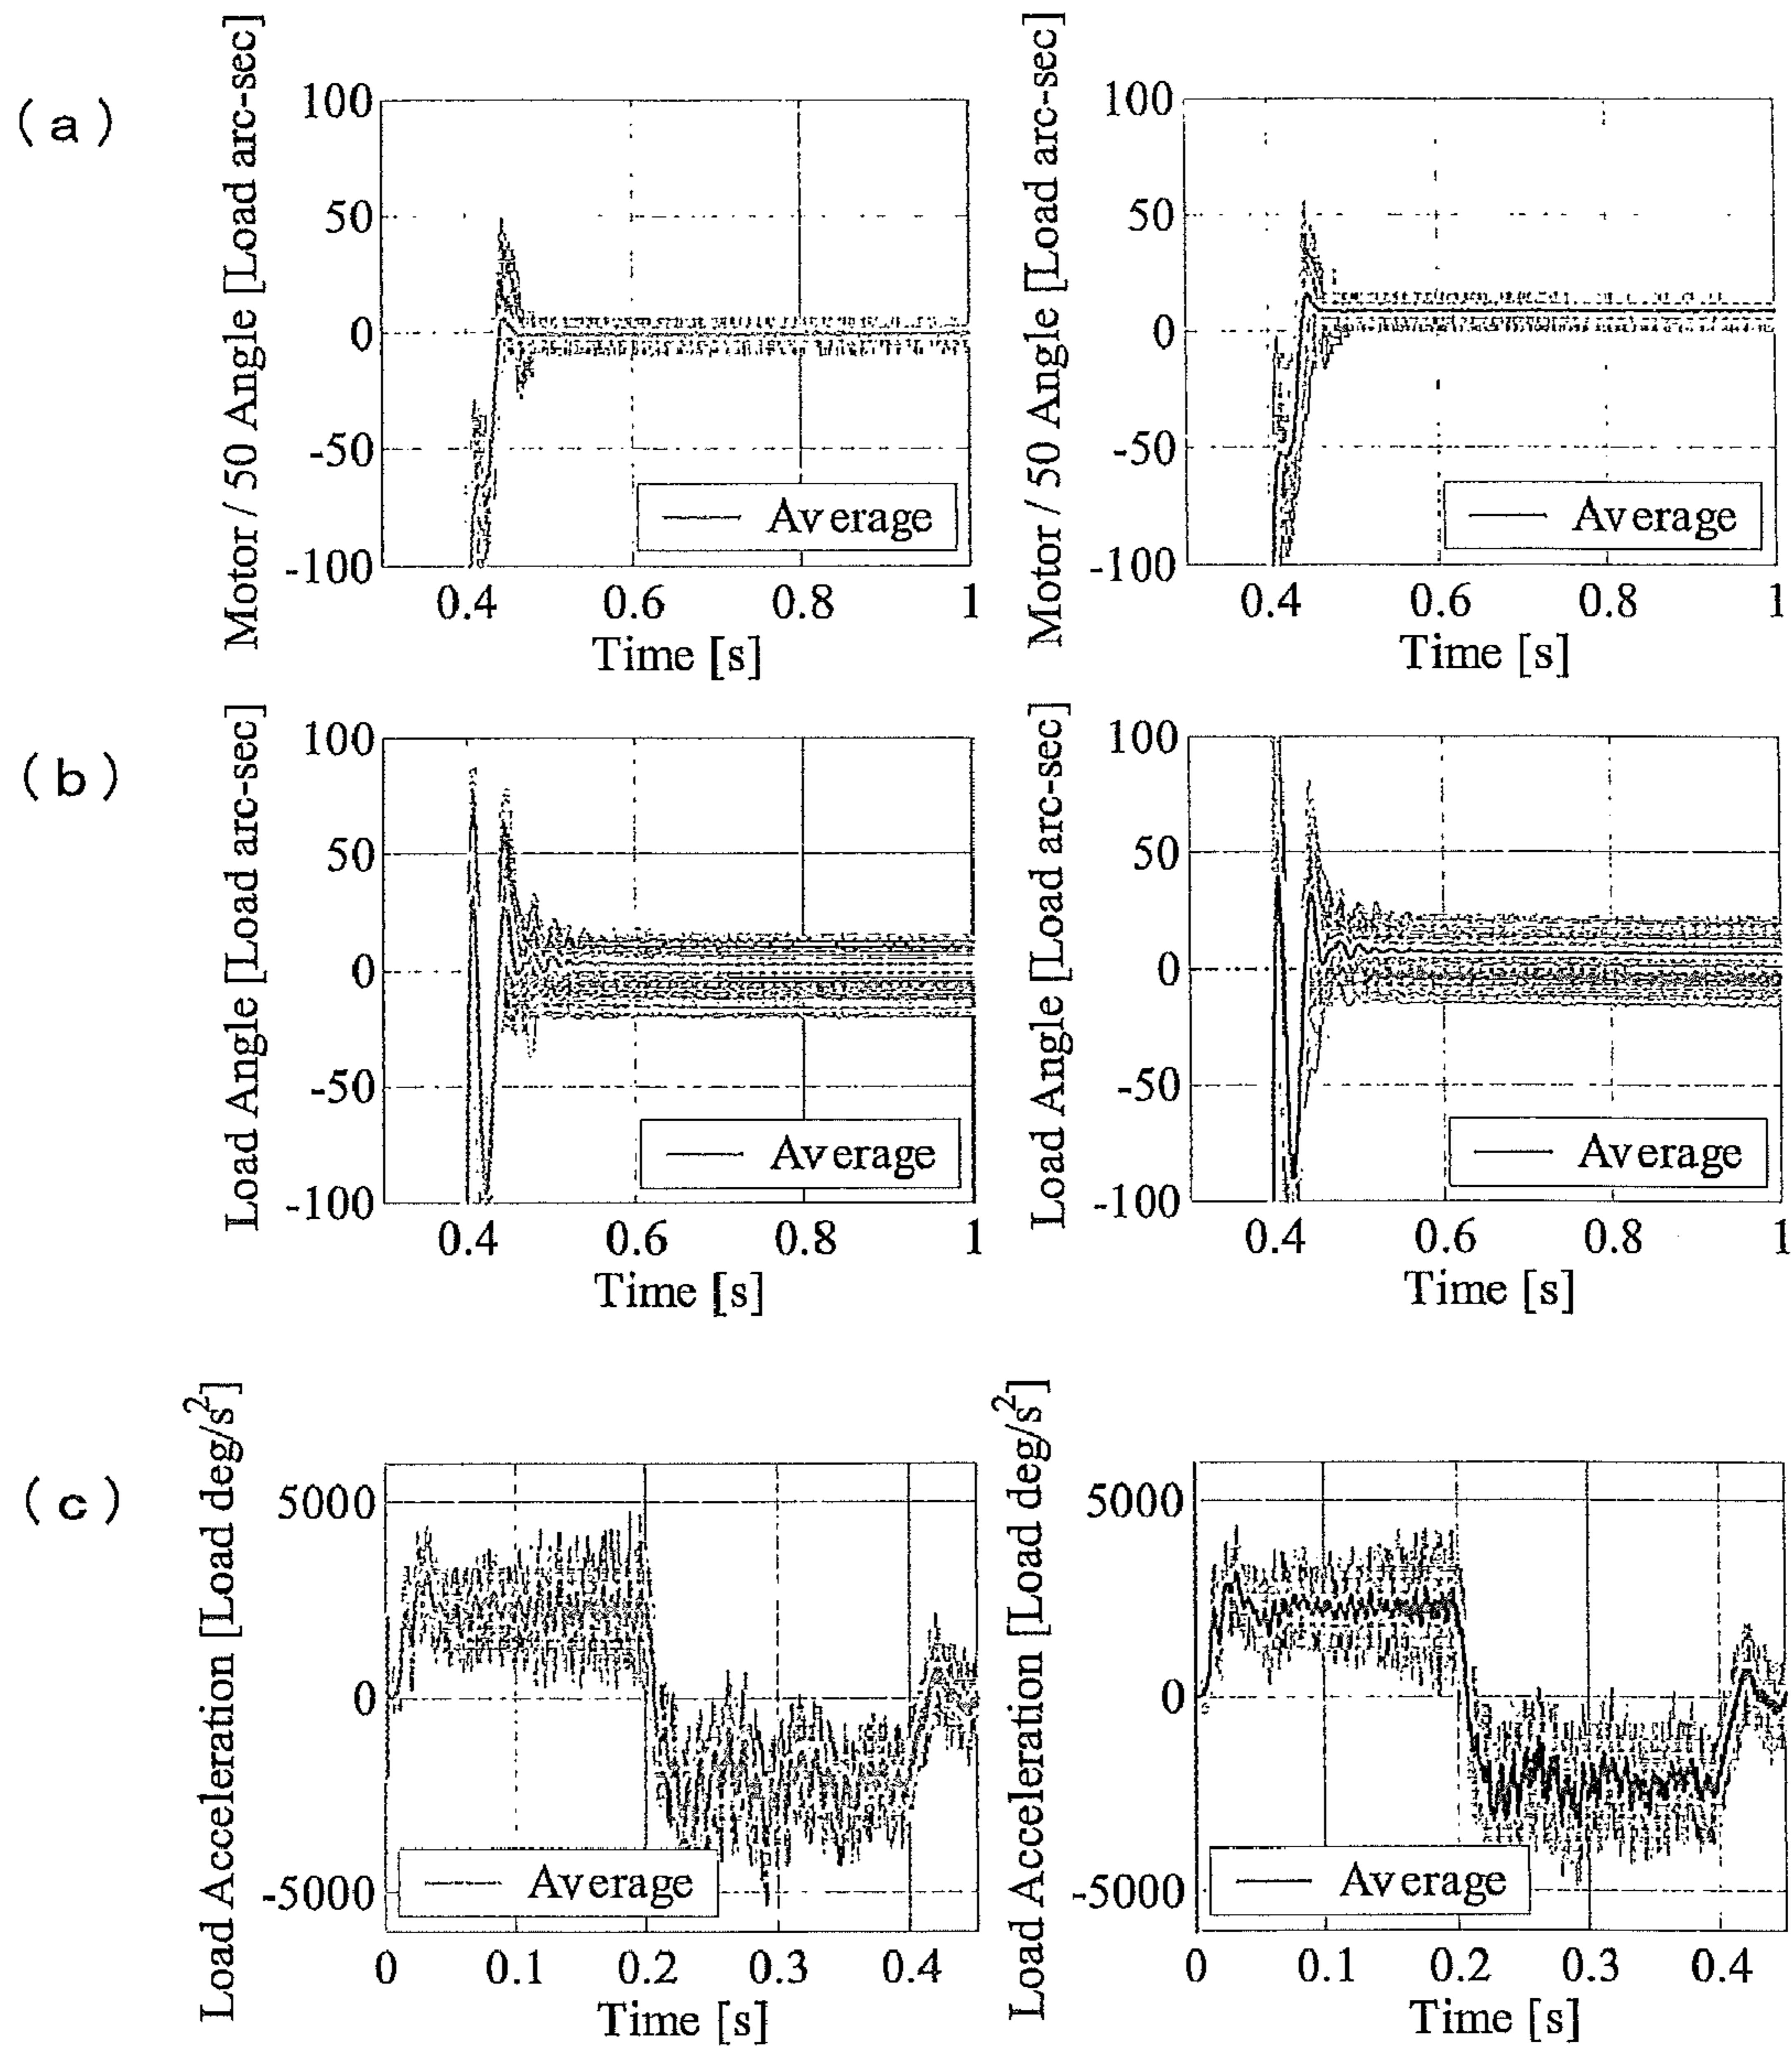 (a)
Motor / 50 Angle [Load arc-sec]
100
50
0
-50
-100
Average
0.4 0.6 0.8 1
Time [s]
Motor / 50 Angle [Load arc-sec]
100
50
0
-50
-100
Average
0.4 0.6 0.8 1
Time [s]
(b)
Load Angle [Load arc-sec]
100
50
0
-50
-100
Average
0.4 0.6 0.8 1
Time [s]
Load Angle [Load arc-sec]
100
50
0
-50
-100
Average
0.4 0.6 0.8 1
Time [s]
(c)
Load Acceleration [Load deg/s²]
5000
0
-5000
Average
0 0.1 0.2 0.3 0.4
Time [s]
Load Acceleration [Load deg/s²]
5000
0
-5000
Average
0 0.1 0.2 0.3 0.4
Time [s]